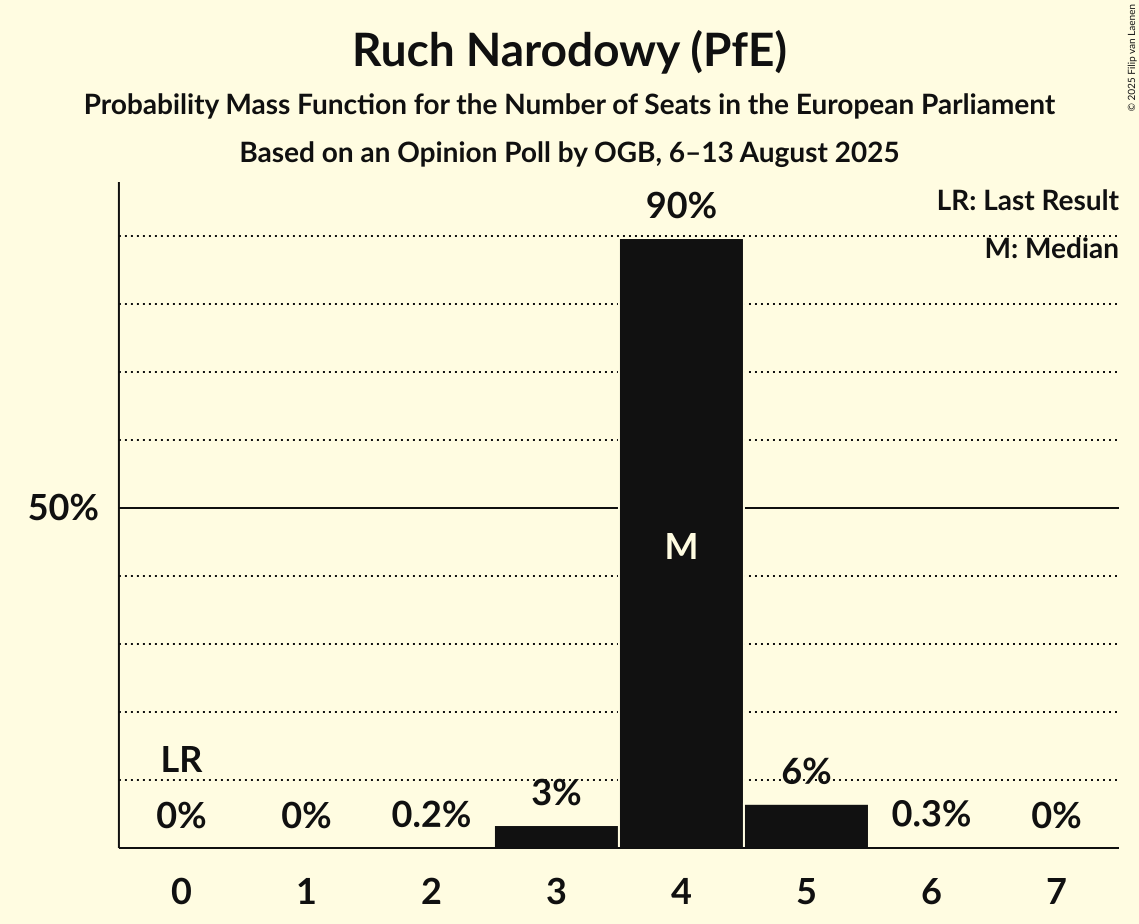 Ruch Narodowy (PfE)
Probability Mass Function for the Number of Seats in the European Parliament
Based on an Opinion Poll by OGB, 6–13 August 2025
© 2025 Filip van Laenen
LR: Last Result
M: Median
90%
50%
M
LR
0%
0%
0.2%
3%
6%
0.3%
0%
0
1
2
3
4
5
6
7